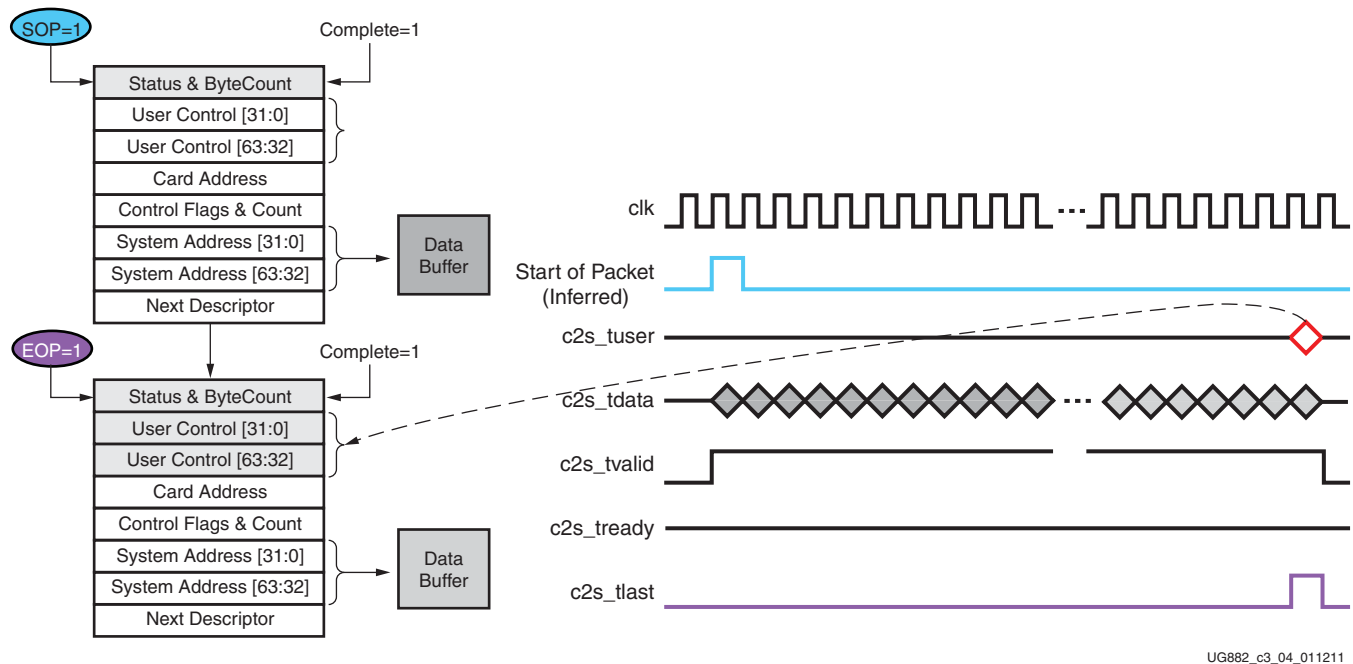 SOP=1
Complete=1
Status & ByteCount
User Control [31:0]
User Control [63:32]
Card Address
Control Flags & Count
System Address [31:0]
System Address [63:32]
Next Descriptor
Data
Buffer
EOP=1
Complete=1
Status & ByteCount
User Control [31:0]
User Control [63:32]
Card Address
Control Flags & Count
System Address [31:0]
System Address [63:32]
Next Descriptor
Data
Buffer
clk
Start of Packet
(Inferred)
c2s_tuser
c2s_tdata
c2s_tvalid
c2s_tready
c2s_tlast
UG882_c3_04_011211